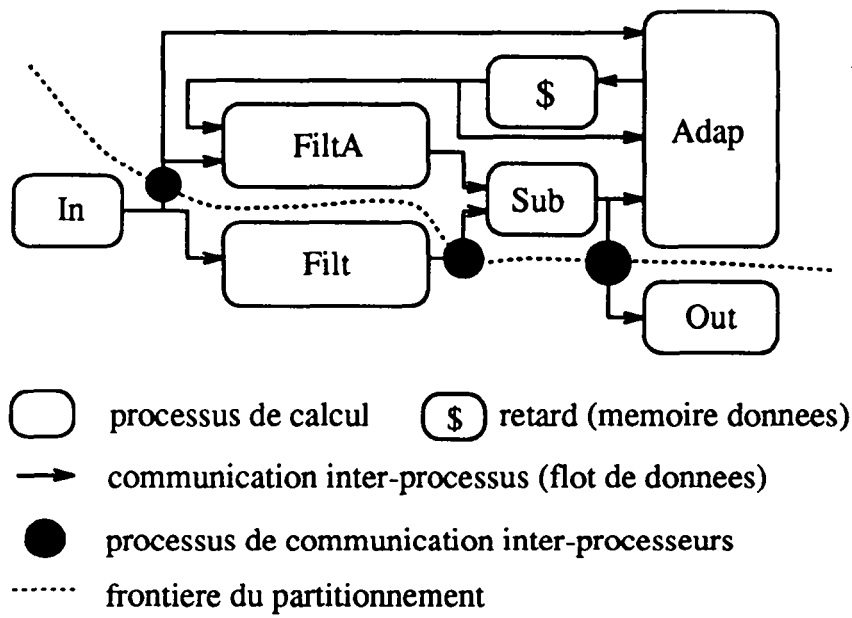 $
Adap
FiltA
In
Sub
Filt
Out
processus de calcul
$ retard (memoire donnees)
communication inter-processus (flot de donnees)
processus de communication inter-processeurs
frontiere du partitionnement